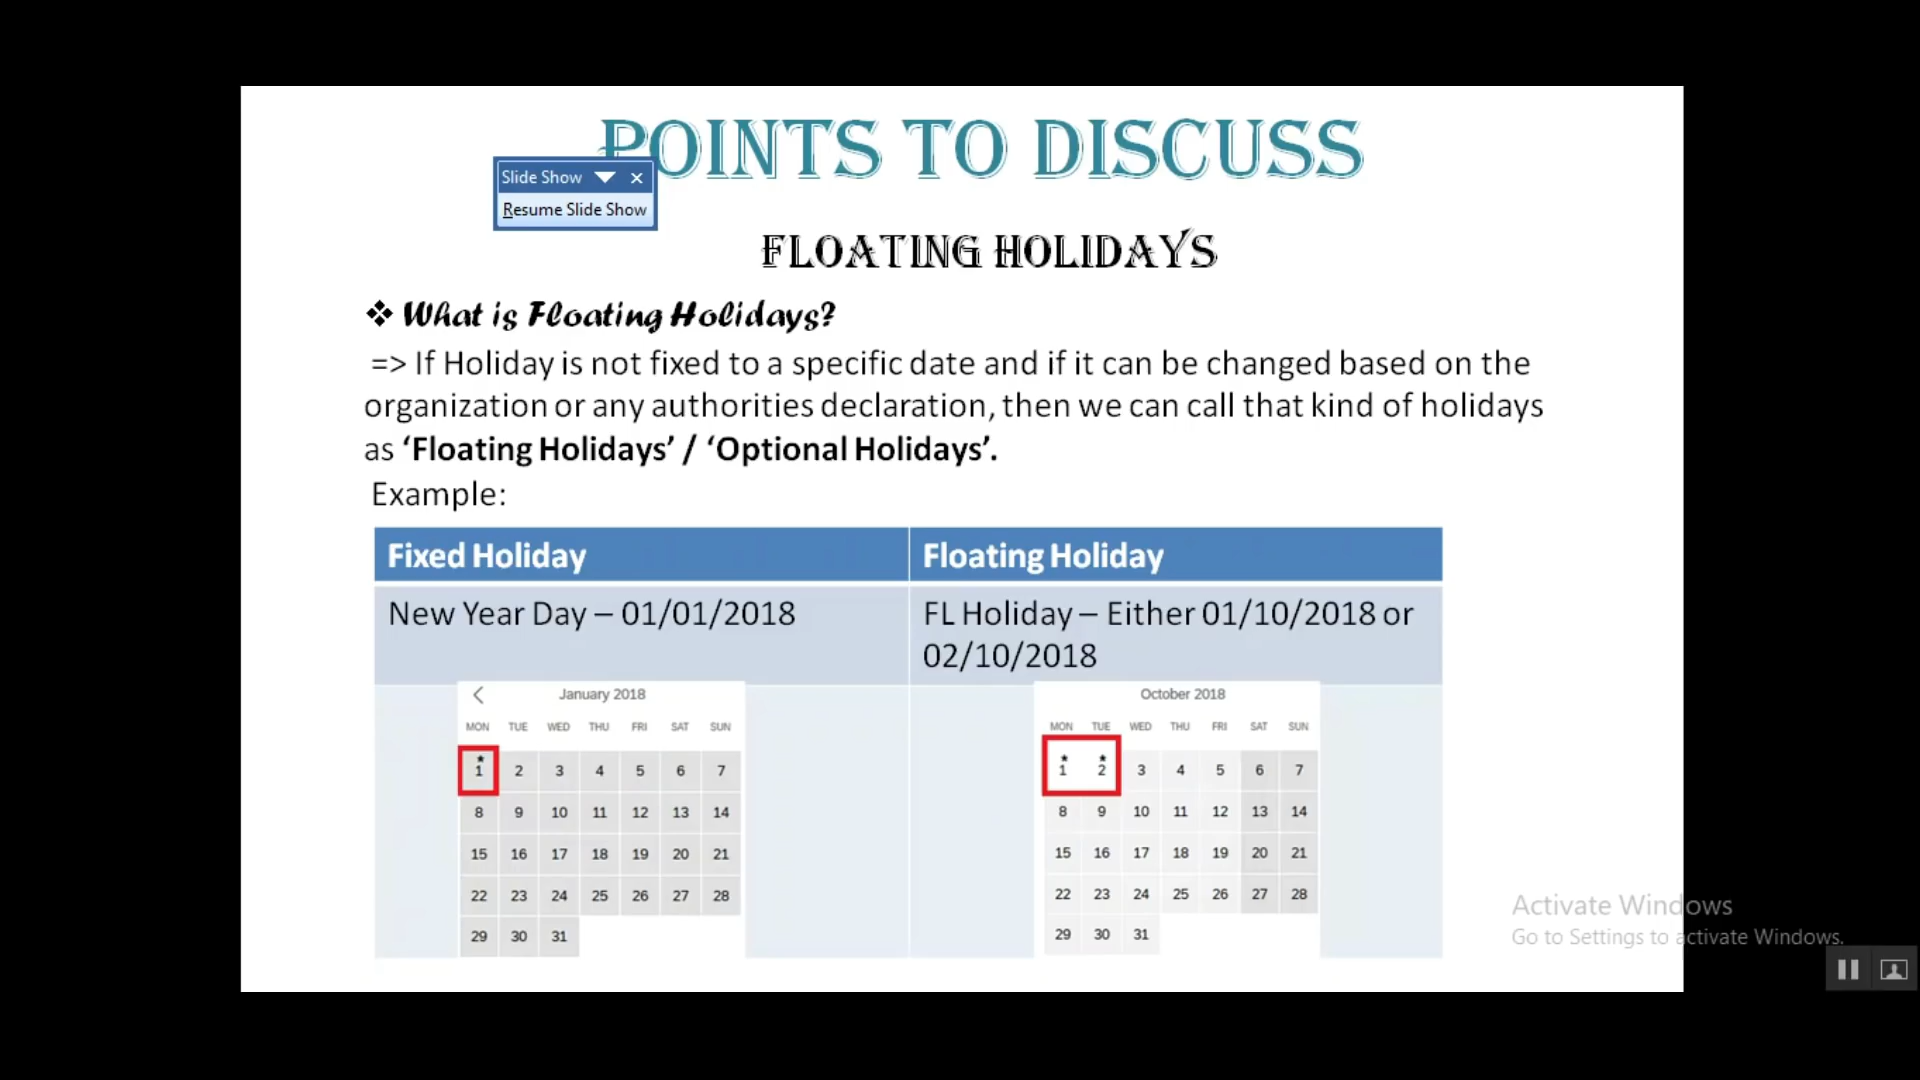 POINTS TO DISCUSS
Slide Show
Resume Slide Show
FLOATING HOLIDAYS
❖ What is Floating Holidays?
=> If Holiday is not fixed to a specific date and if it can be changed based on the
organization or any authorities declaration, then we can call that kind of holidays
as ‘Floating Holidays’ / ‘Optional Holidays’.
Example:
Fixed Holiday
Floating Holiday
New Year Day – 01/01/2018
FL Holiday – Either 01/10/2018 or
02/10/2018
January 2018
MON TUE WED THU FRI SAT SUN
* 
1 2 3 4 5 6 7
8 9 10 11 12 13 14
15 16 17 18 19 20 21
22 23 24 25 26 27 28
29 30 31
October 2018
MON TUE WED THU FRI SAT SUN
* *
1 2 3 4 5 6 7
8 9 10 11 12 13 14
15 16 17 18 19 20 21
22 23 24 25 26 27 28
29 30 31
Activate Windows
Go to Settings to activate Windows.